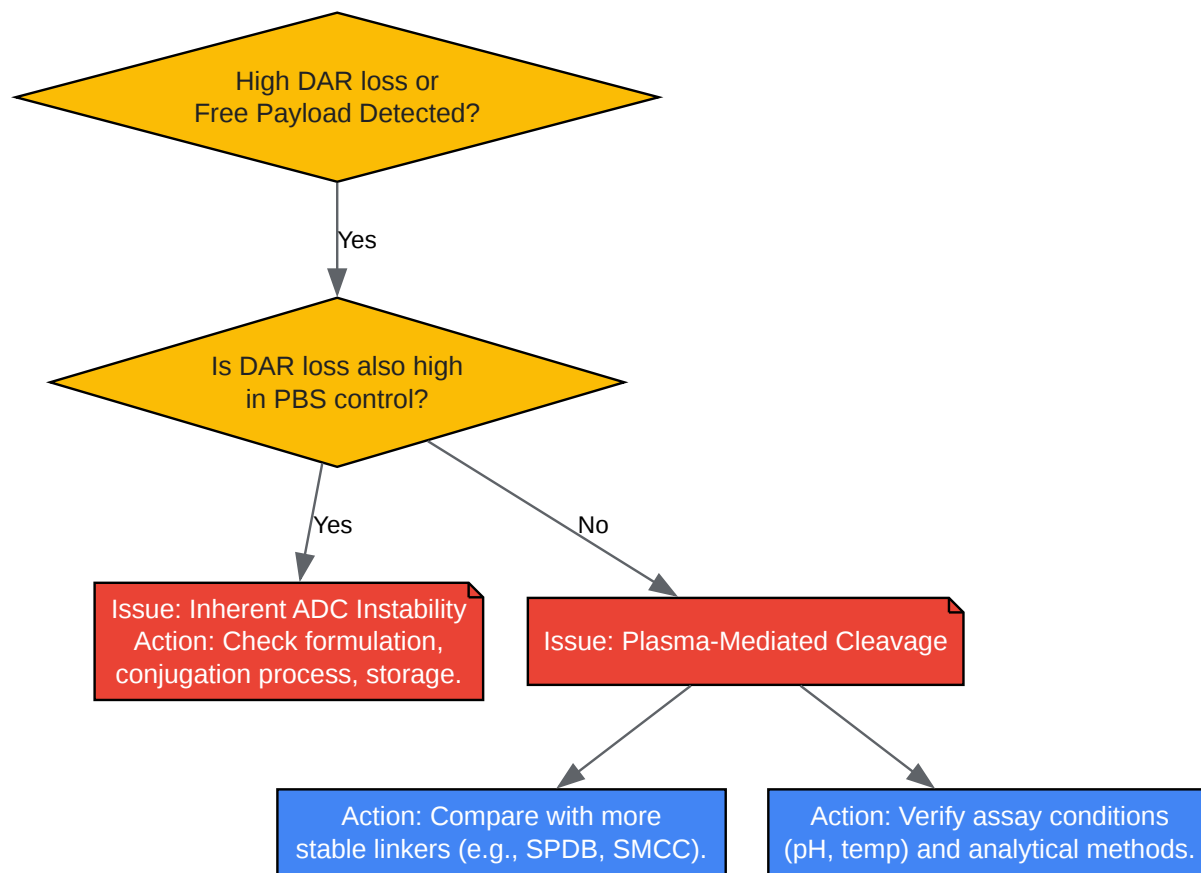 High DAR loss or
Free Payload Detected?
Yes
Is DAR loss also high
in PBS control?
Yes
No
Issue: Inherent ADC Instability
Action: Check formulation,
conjugation process, storage.
Issue: Plasma-Mediated Cleavage
Action: Compare with more
stable linkers (e.g., SPDB, SMCC).
Action: Verify assay conditions
(pH, temp) and analytical methods.